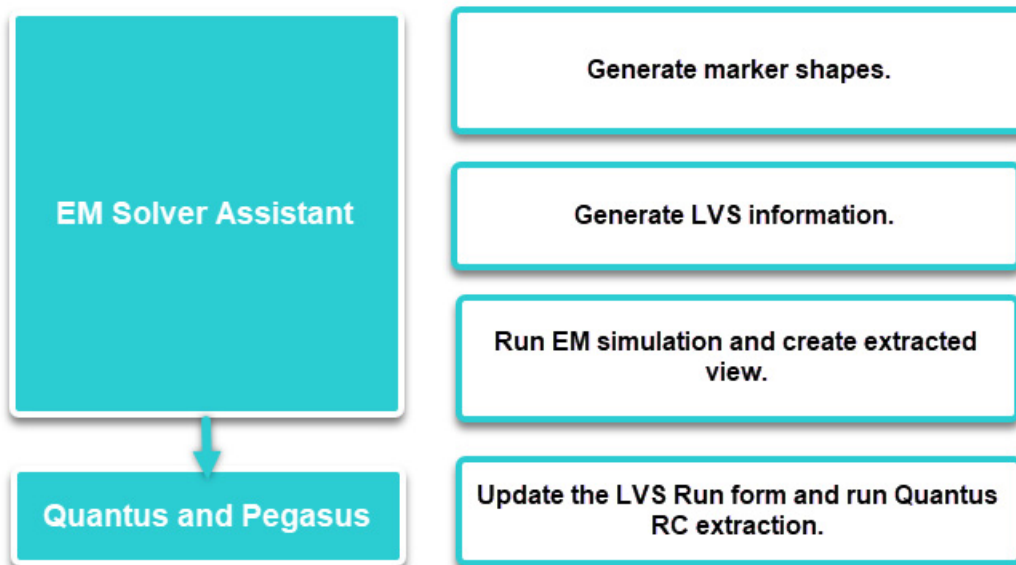 EM Solver Assistant
Generate marker shapes.
Generate LVS information.
Run EM simulation and create extracted
view.
Quantus and Pegasus
Update the LVS Run form and run Quantus
RC extraction.